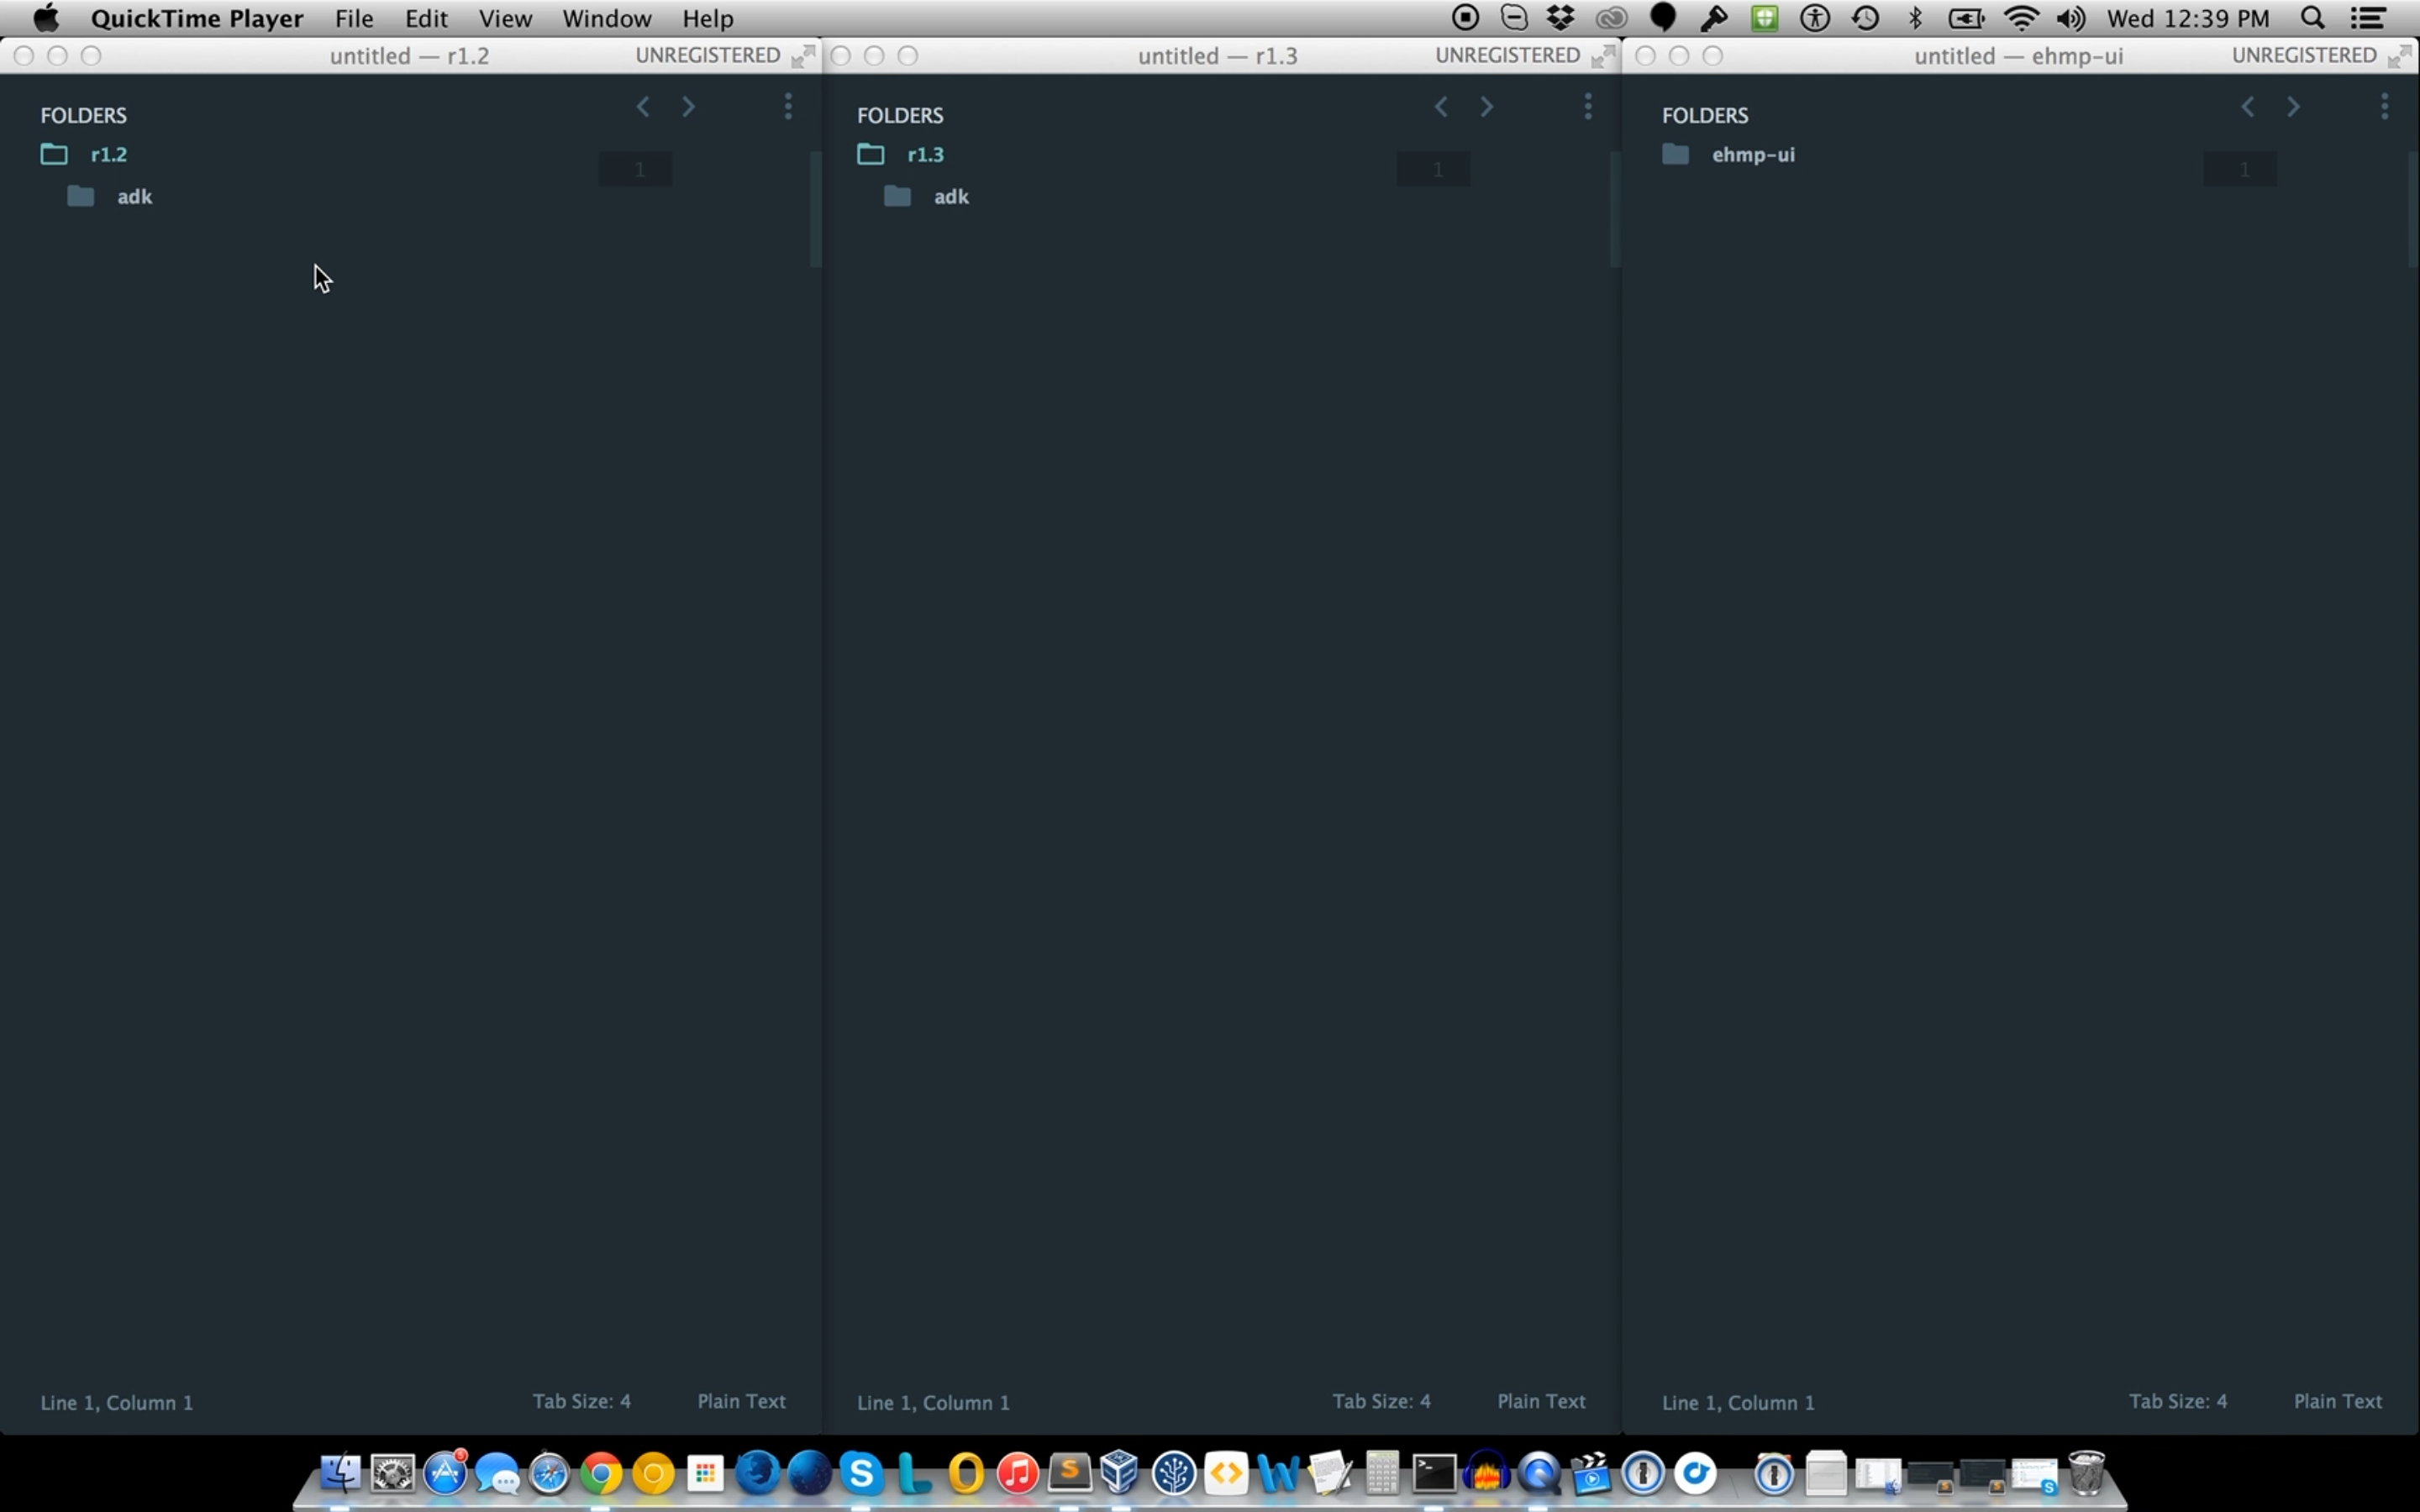 QuickTime Player File Edit View Window Help Wed 12:39 PM
untitled — r1.2 UNREGISTERED
FOLDERS
r1.2
1
adk
Line 1, Column 1 Tab Size: 4 Plain Text
untitled — r1.3 UNREGISTERED
FOLDERS
r1.3
1
adk
Line 1, Column 1 Tab Size: 4 Plain Text
untitled — ehmp-ui UNREGISTERED
FOLDERS
ehmp-ui
1
Line 1, Column 1 Tab Size: 4 Plain Text